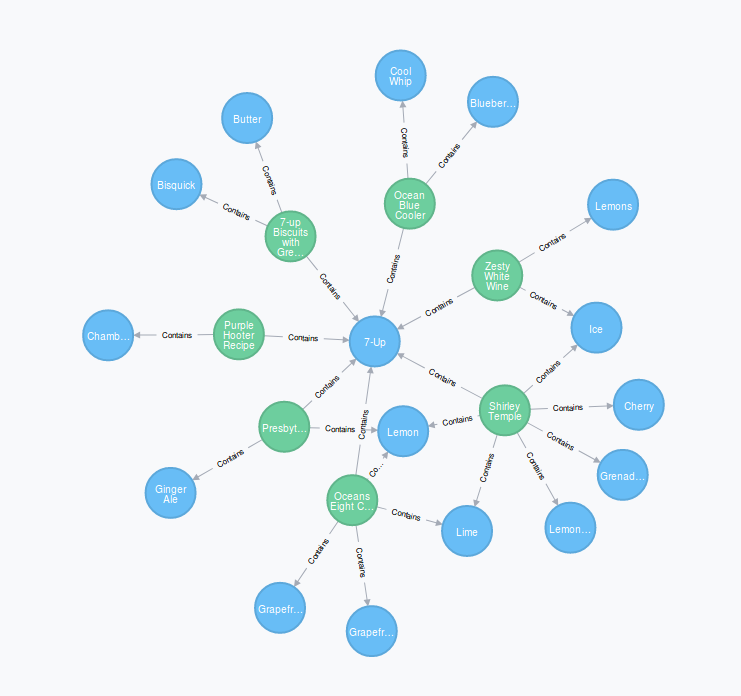 Cool
Whip
Blueber...
Butter
Contains
Contains
Contains
Bisquick
Contains
Ocean
Blue
Cooler
Lemons
Contains
7-up
Biscuits
with
Gre...
Contains
Contains
Contains
Zesty
White
Wine
Contains
Contains
Purple
Hooter
Recipe
Ice
Chamb...
Contains
Contains
7-Up
Contains
Contains
Contains
Shirley
Temple
Contains
Cherry
Presbyt...
Contains
Contains
Lemon
Contains
Contains
Contains
Co...
Contains
Contains
Grenad...
Ginger
Ale
Oceans
Eight C...
Contains
Lime
Lemon...
Contains
Contains
Grapefr...
Grapefr...